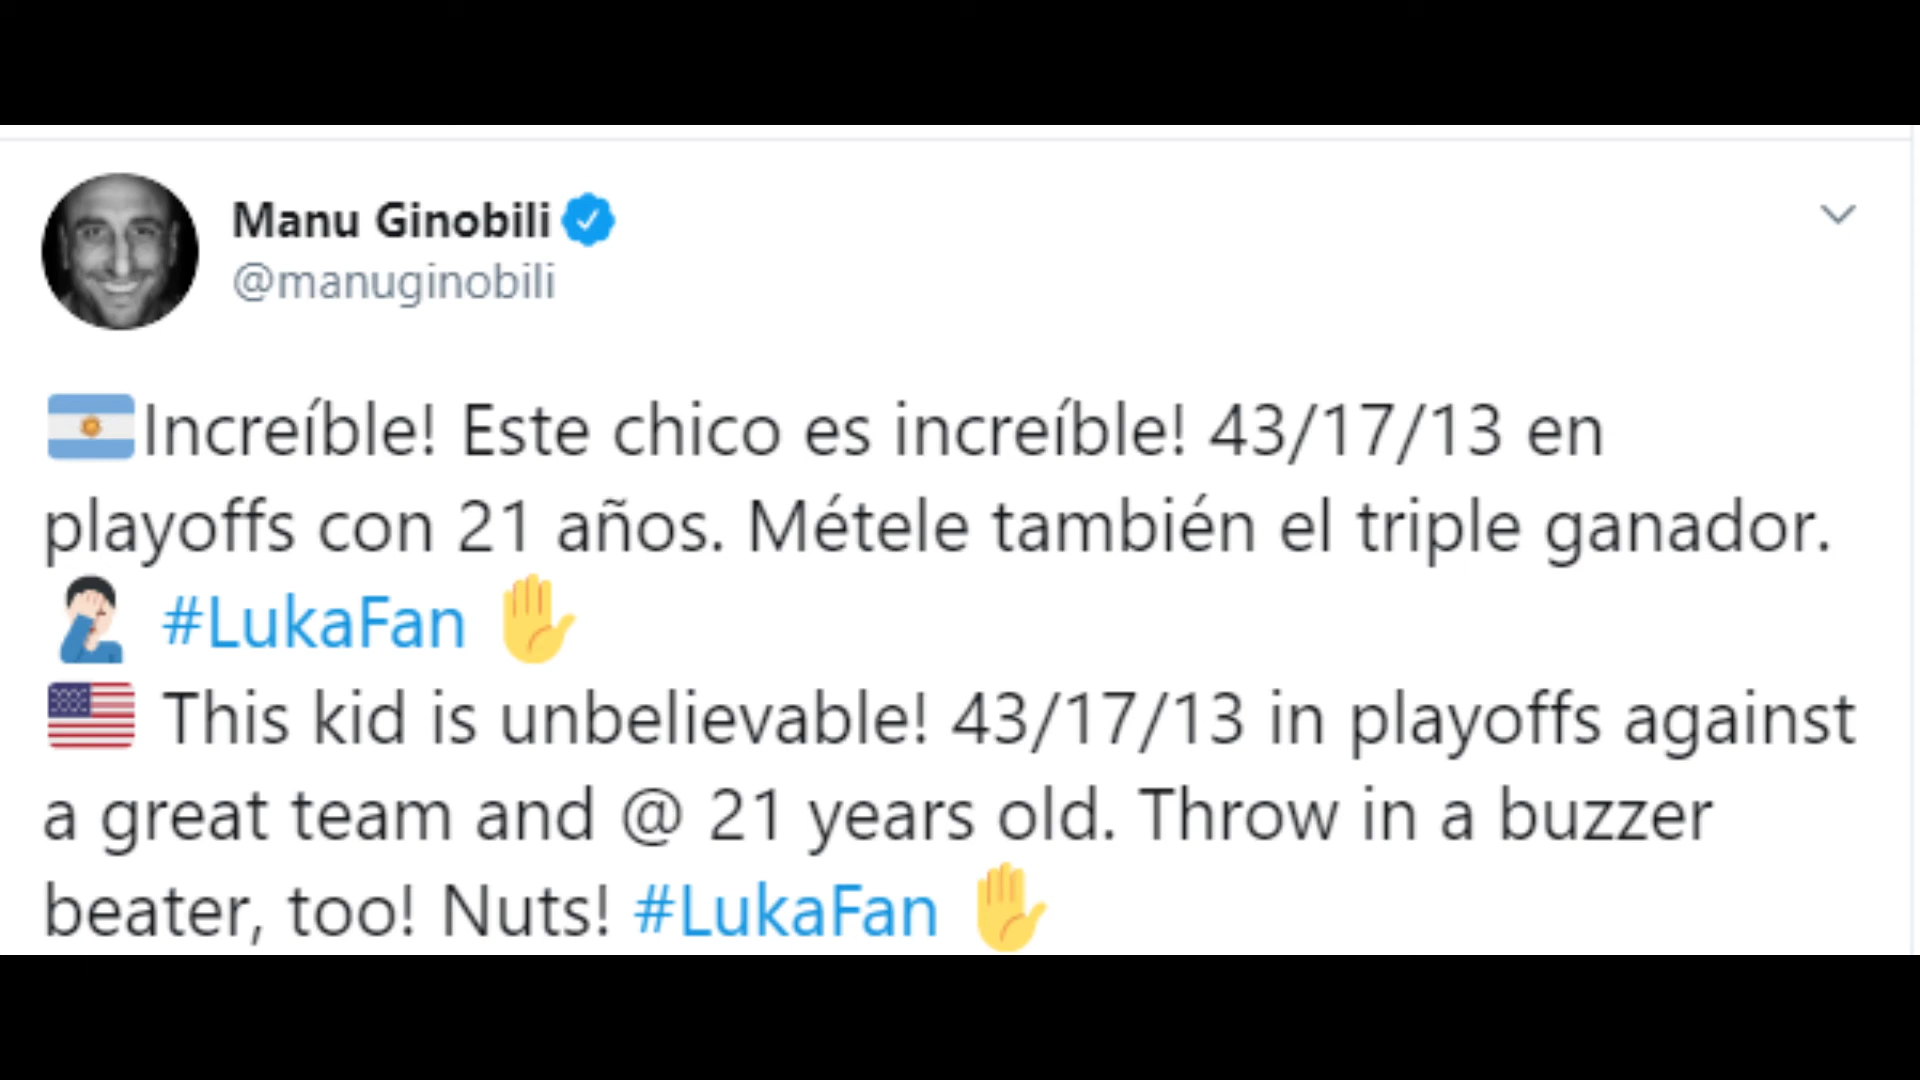 Manu Ginobili
@manuginobili
Increíble! Este chico es increíble! 43/17/13 en
playoffs con 21 años. Métele también el triple ganador.
🤦🏻‍♂️ #LukaFan ✋
🇺🇸 This kid is unbelievable! 43/17/13 in playoffs against
a great team and @ 21 years old. Throw in a buzzer
beater, too! Nuts! #LukaFan ✋